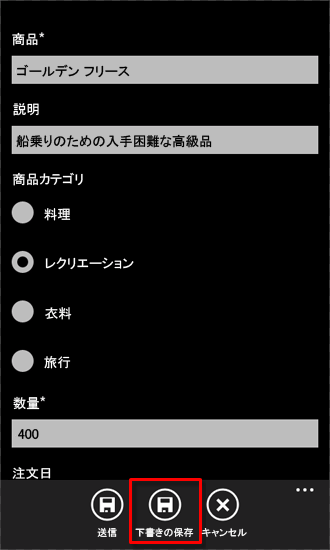 商品*
ゴールデン フリース
説明
船乗りのための入手困難な高級品
商品カテゴリ
料理
レクリエーション
衣料
旅行
数量*
400
注文日
送信 下書きの保存 キャンセル